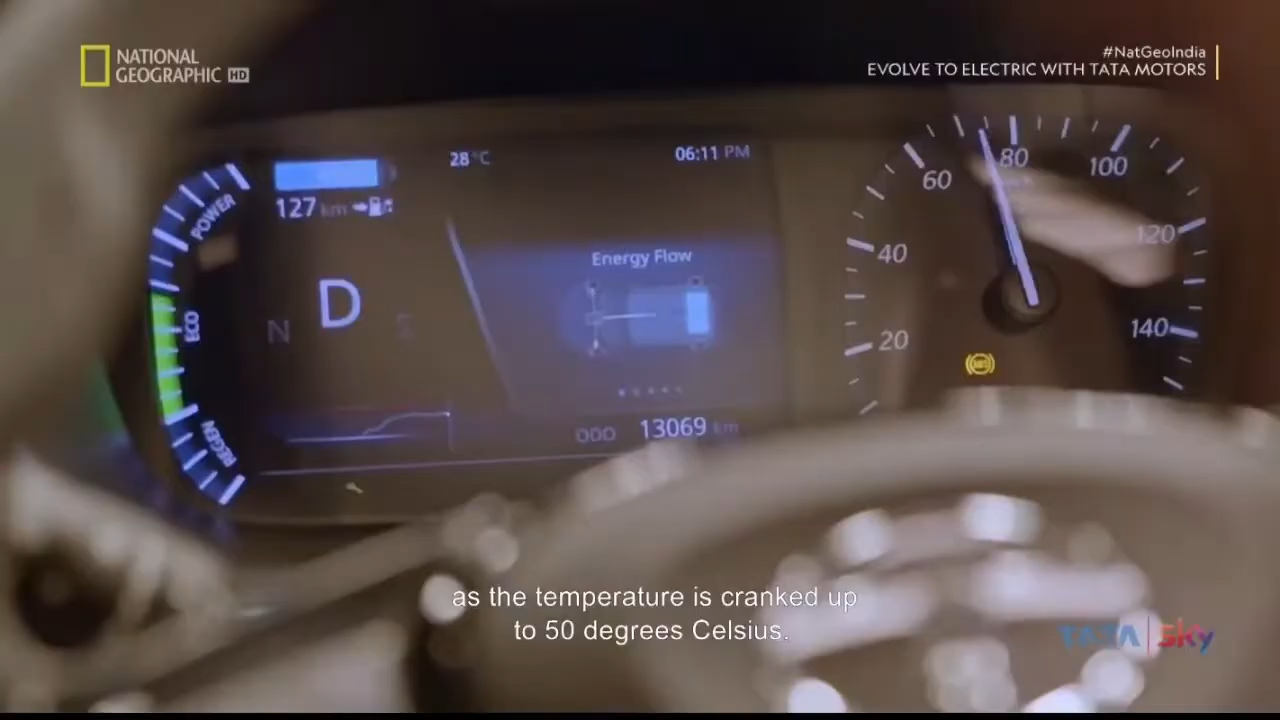 NATIONAL
GEOGRAPHIC HD
#NatGeoIndia
EVOLVE TO ELECTRIC WITH TATA MOTORS
28°C
06:11 PM
127 km
POWER
ECO
REGEN
N D S
Energy Flow
ODO 13069 km
20
40
60
80
100
120
140
ABS
as the temperature is cranked up
to 50 degrees Celsius.
TATA sky